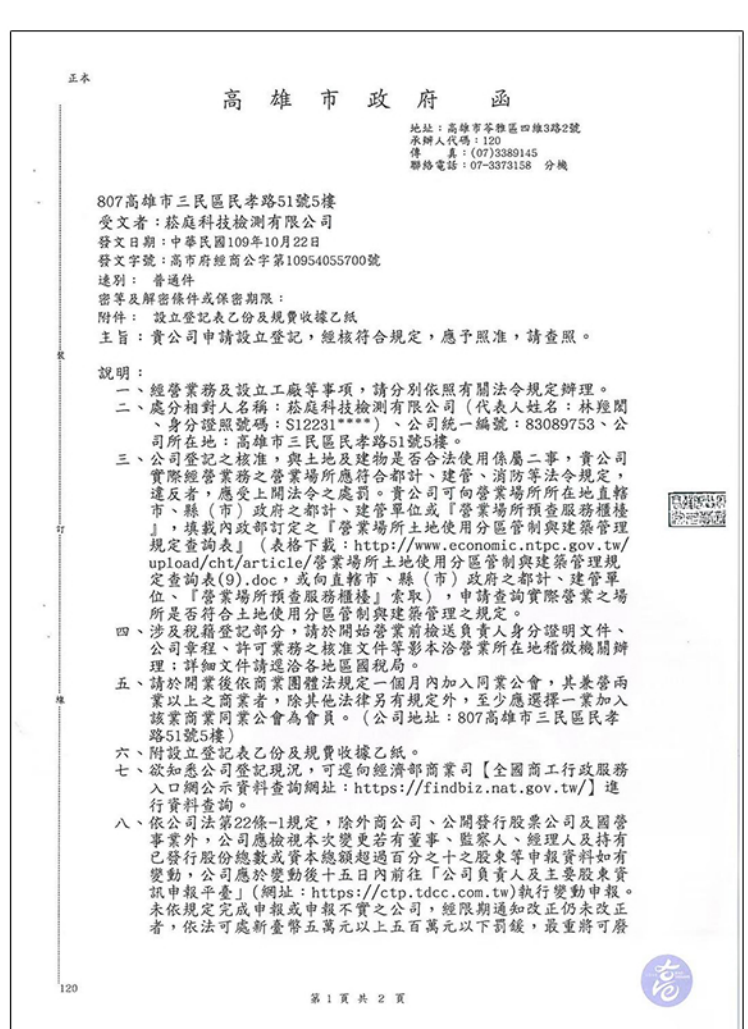 正本
高雄市政府 函
地址：高雄市苓雅區四維3路2號
承辦人代碼：120
傳 真：(07)3389145
聯絡電話：07-3373158 分機
807高雄市三民區民孝路51號5樓
受文者：菘庭科技檢測有限公司
發文日期：中華民國109年10月22日
發文字號：高市府經商公字第10954055700號
速別： 普通件
密等及解密條件或保密期限：
附件： 設立登記表乙份及規費收據乙紙
主旨：貴公司申請設立登記，經核符合規定，應予照准，請查照。
說明：
一、經營業務及設立工廠等事項，請分別依照有關法令規定辦理。
二、處分相對人名稱：菘庭科技檢測有限公司（代表人姓名：林羥閎
、身分證照號碼：S12231****）、公司統一編號：83089753、公
司所在地：高雄市三民區民孝路51號5樓。
三、公司登記之核准，與土地及建物是否合法使用係屬二事，貴公司
實際經營業務之營業場所應符合都計、建管、消防等法令規定，
違反者，應受上開法令之處罰。貴公司可向營業場所所在地直轄
市、縣（市）政府之都計、建管單位或『營業場所預查服務櫃檯
』，填載內政部訂定之『營業場所土地使用分區管制與建築管理
規定查詢表』（表格下載：http://www.economic.ntpc.gov.tw/
upload/cht/article/營業場所土地使用分區管制與建築管理規
定查詢表(9).doc，或向直轄市、縣（市）政府之都計、建管單
位、『營業場所預查服務櫃檯』索取），申請查詢實際營業之場
所是否符合土地使用分區管制與建築管理之規定。
四、涉及稅籍登記部分，請於開始營業前檢送負責人身分證明文件、
公司章程、許可業務之核准文件等影本洽營業所在地稽徵機關辦
理；詳細文件請逕洽各地區國稅局。
五、請於開業後依商業團體法規定一個月內加入同業公會，其兼營兩
業以上之商業者，除其他法律另有規定外，至少應選擇一業加入
該業商業同業公會為會員。（公司地址：807高雄市三民區民孝
路51號5樓）
六、附設立登記表乙份及規費收據乙紙。
七、欲知悉公司登記現況，可逕向經濟部商業司【全國商工行政服務
入口網公示資料查詢網址：https://findbiz.nat.gov.tw/】進
行資料查詢。
八、依公司法第22條-1規定，除外商公司、公開發行股票公司及國營
事業外，公司應檢視本次變更若有董事、監察人、經理人及持有
已發行股份總數或資本總額超過百分之十之股東等申報資料如有
變動，公司應於變動後十五日內前往「公司負責人及主要股東資
訊申報平臺」(網址：https://ctp.tdcc.com.tw)執行變動申報。
未依規定完成申報或申報不實之公司，經限期通知改正仍未改正
者，依法可處新臺幣五萬元以上五百萬元以下罰鍰，最重將可廢
裝
訂
線
120
第 1 頁 共 2 頁